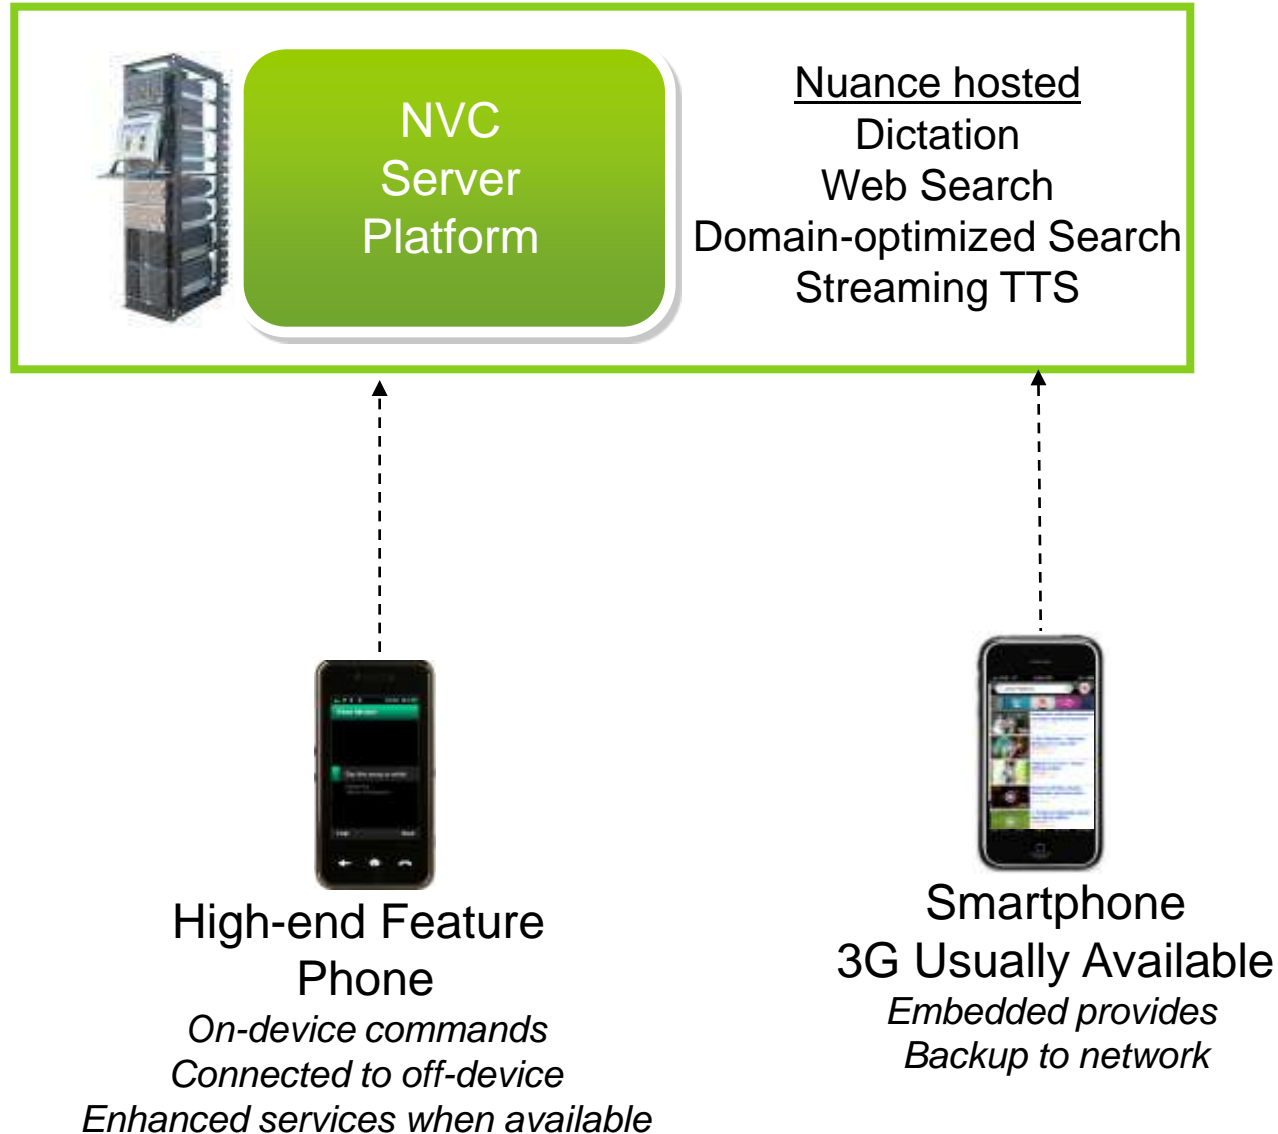 NVC
Server
Platform
Nuance hosted
Dictation
Web Search
Domain-optimized Search
Streaming TTS
High-end Feature
Phone
On-device commands
Connected to off-device
Enhanced services when available
Smartphone
3G Usually Available
Embedded provides
Backup to network